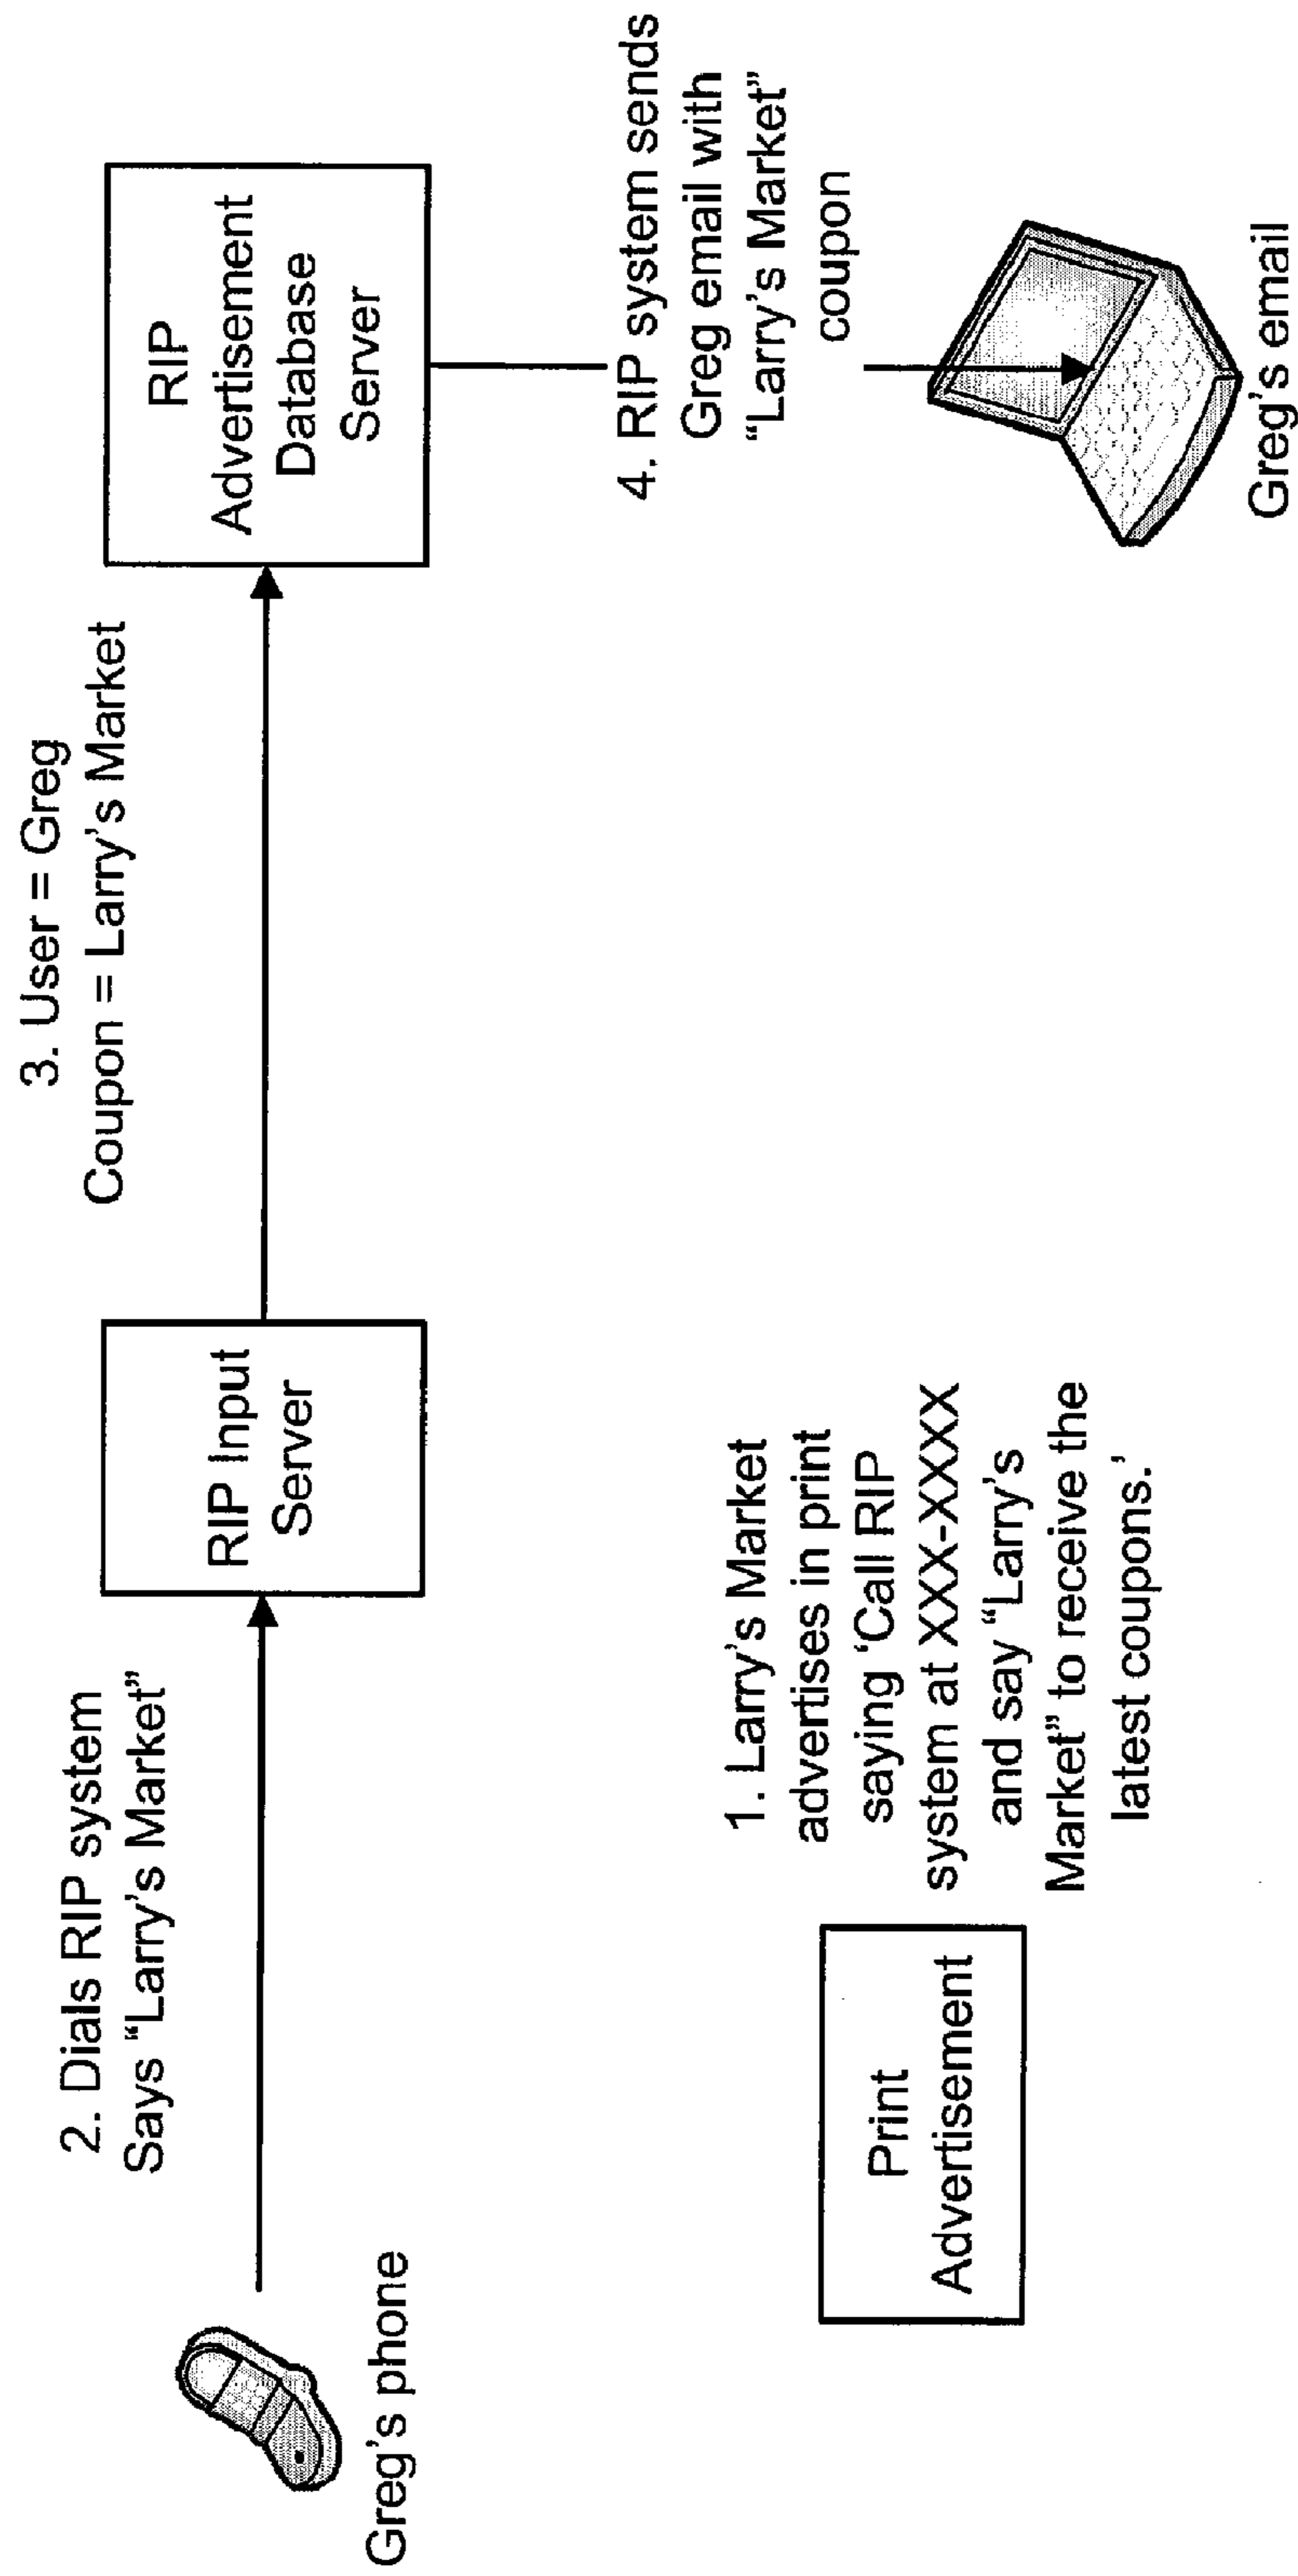 2. Dials RIP system
Says “Larry’s Market”
Greg’s phone
RIP Input
Server
3. User = Greg
Coupon = Larry’s Market
RIP
Advertisement
Database
Server
4. RIP system sends
Greg email with
“Larry’s Market”
coupon
Greg’s email
Print
Advertisement
1. Larry’s Market
advertises in print
saying ‘Call RIP
system at XXX-XXXX
and say “Larry’s
Market” to receive the
latest coupons.’